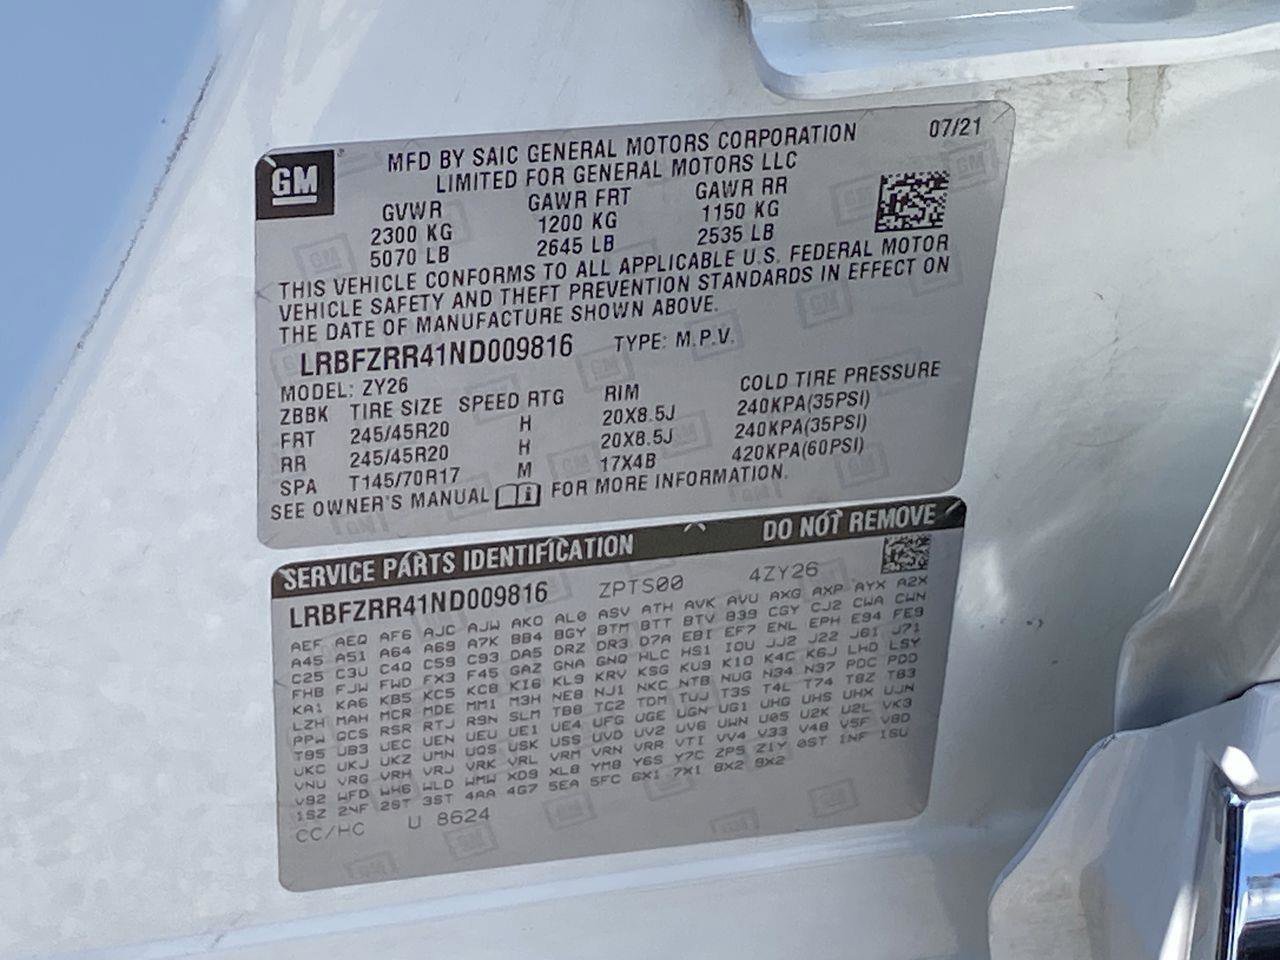 GM
MFD BY SAIC GENERAL MOTORS CORPORATION 07/21
LIMITED FOR GENERAL MOTORS LLC
GVWR GAWR FRT GAWR RR
2300 KG 1200 KG 1150 KG
5070 LB 2645 LB 2535 LB
THIS VEHICLE CONFORMS TO ALL APPLICABLE U.S. FEDERAL MOTOR
VEHICLE SAFETY AND THEFT PREVENTION STANDARDS IN EFFECT ON
THE DATE OF MANUFACTURE SHOWN ABOVE.
LRBFZRR41ND009816 TYPE: M.P.V.
MODEL: ZY26
ZBBK TIRE SIZE SPEED RTG RIM COLD TIRE PRESSURE
FRT 245/45R20 H 20X8.5J 240KPA(35PSI)
RR 245/45R20 H 20X8.5J 240KPA(35PSI)
SPA T145/70R17 M 17X4B 420KPA(60PSI)
SEE OWNER'S MANUAL FOR MORE INFORMATION.
SERVICE PARTS IDENTIFICATION DO NOT REMOVE
LRBFZRR41ND009816 ZPTS00 4ZY26
AEF AEQ AF6 AJC AJW AKO AL0 ASV ATH AVK AVU AXG AXP AYX A2X
A45 A51 A64 A69 A7K BB4 BGY BTM BTT BTV B39 CGY CJ2 CWA CWN
C25 C3U C4Q C59 C93 DA5 DRZ DR3 D7A EBI EF7 ENL EPH E94 FE9
FHB FJW FWD FX3 F45 GAZ GNA GNQ HLC HS1 IOU JJ2 J22 J61 J71
KA1 KA6 KB5 KC5 KCB KI6 KL9 KRV KSG KU9 K10 K4C K6J LHD LSY
LZH MAH MCR MDE MM1 M3H NE8 NJ1 NKC NTB NUG N34 N37 PDC PDD
PPW QCS RSR RTJ R9N SLM TB8 TC2 TDM TUJ T3S T4L T74 T8Z T83
T95 UB3 UEC UEN UEU UE1 UE4 UFG UGE UGN UG1 UHG UHS UHX UJN
UKC UKJ UKZ UMN UQS USK USS UVD UV2 UV6 UWN U05 U2K U2L VK3
VNU VRG VRH VRJ VRK VRL VRM VRN VRR VTI VV4 V33 V48 V5F V8D
V92 WFD WH6 WLD WMW XD9 XL8 YM8 Y6S Y7C ZP5 Z1Y 0ST 1NF 1SU
1SZ 24F 2ST 3ST 4AA 4G7 5EA 5FC 6X1 7X1 8X2 9X2
CC/HC U 8624